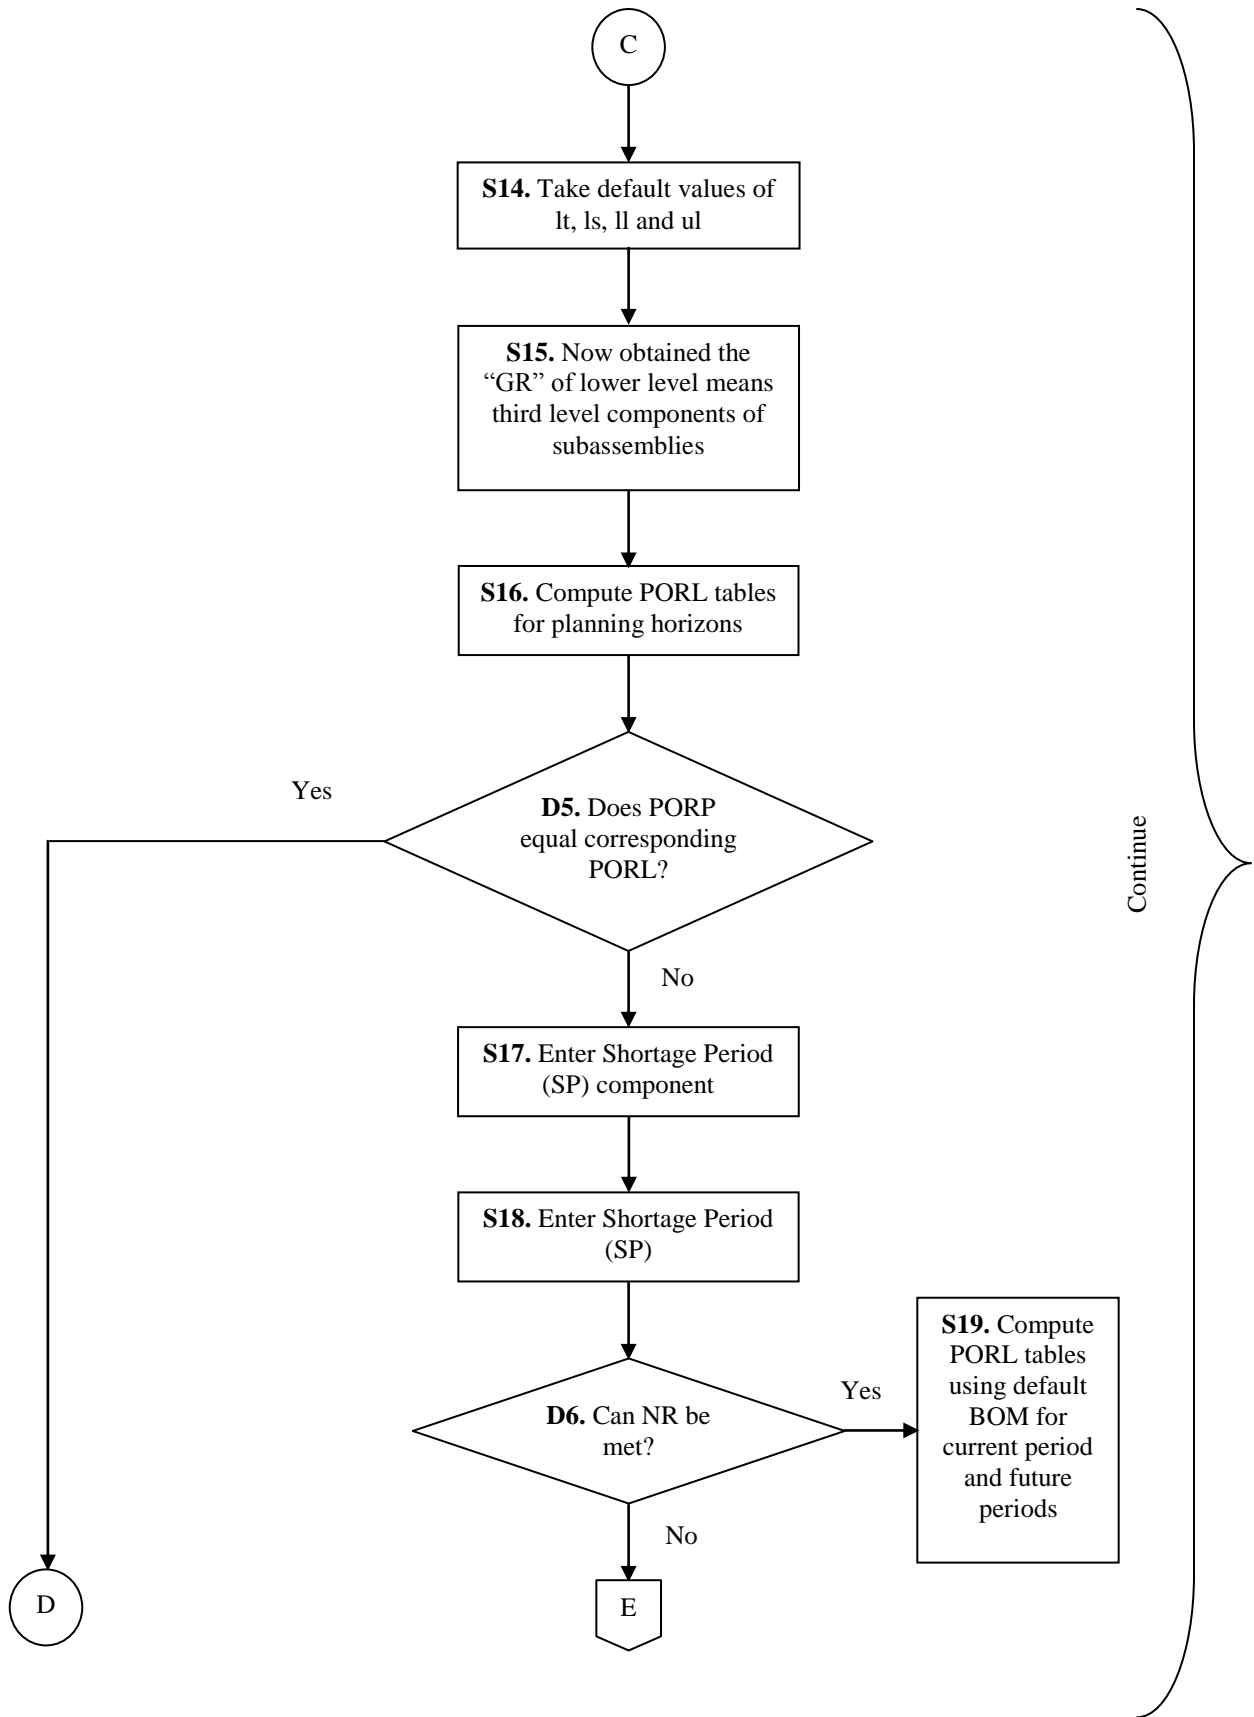 C
S14. Take default values of
lt, ls, ll and ul
S15. Now obtained the
“GR” of lower level means
third level components of
subassemblies
S16. Compute PORL tables
for planning horizons
Yes
D5. Does PORP
equal corresponding
PORL?
Continue
No
S17. Enter Shortage Period
(SP) component
S18. Enter Shortage Period
(SP)
S19. Compute
PORL tables
using default
BOM for
current period
and future
periods
Yes
D6. Can NR be
met?
No
D
E